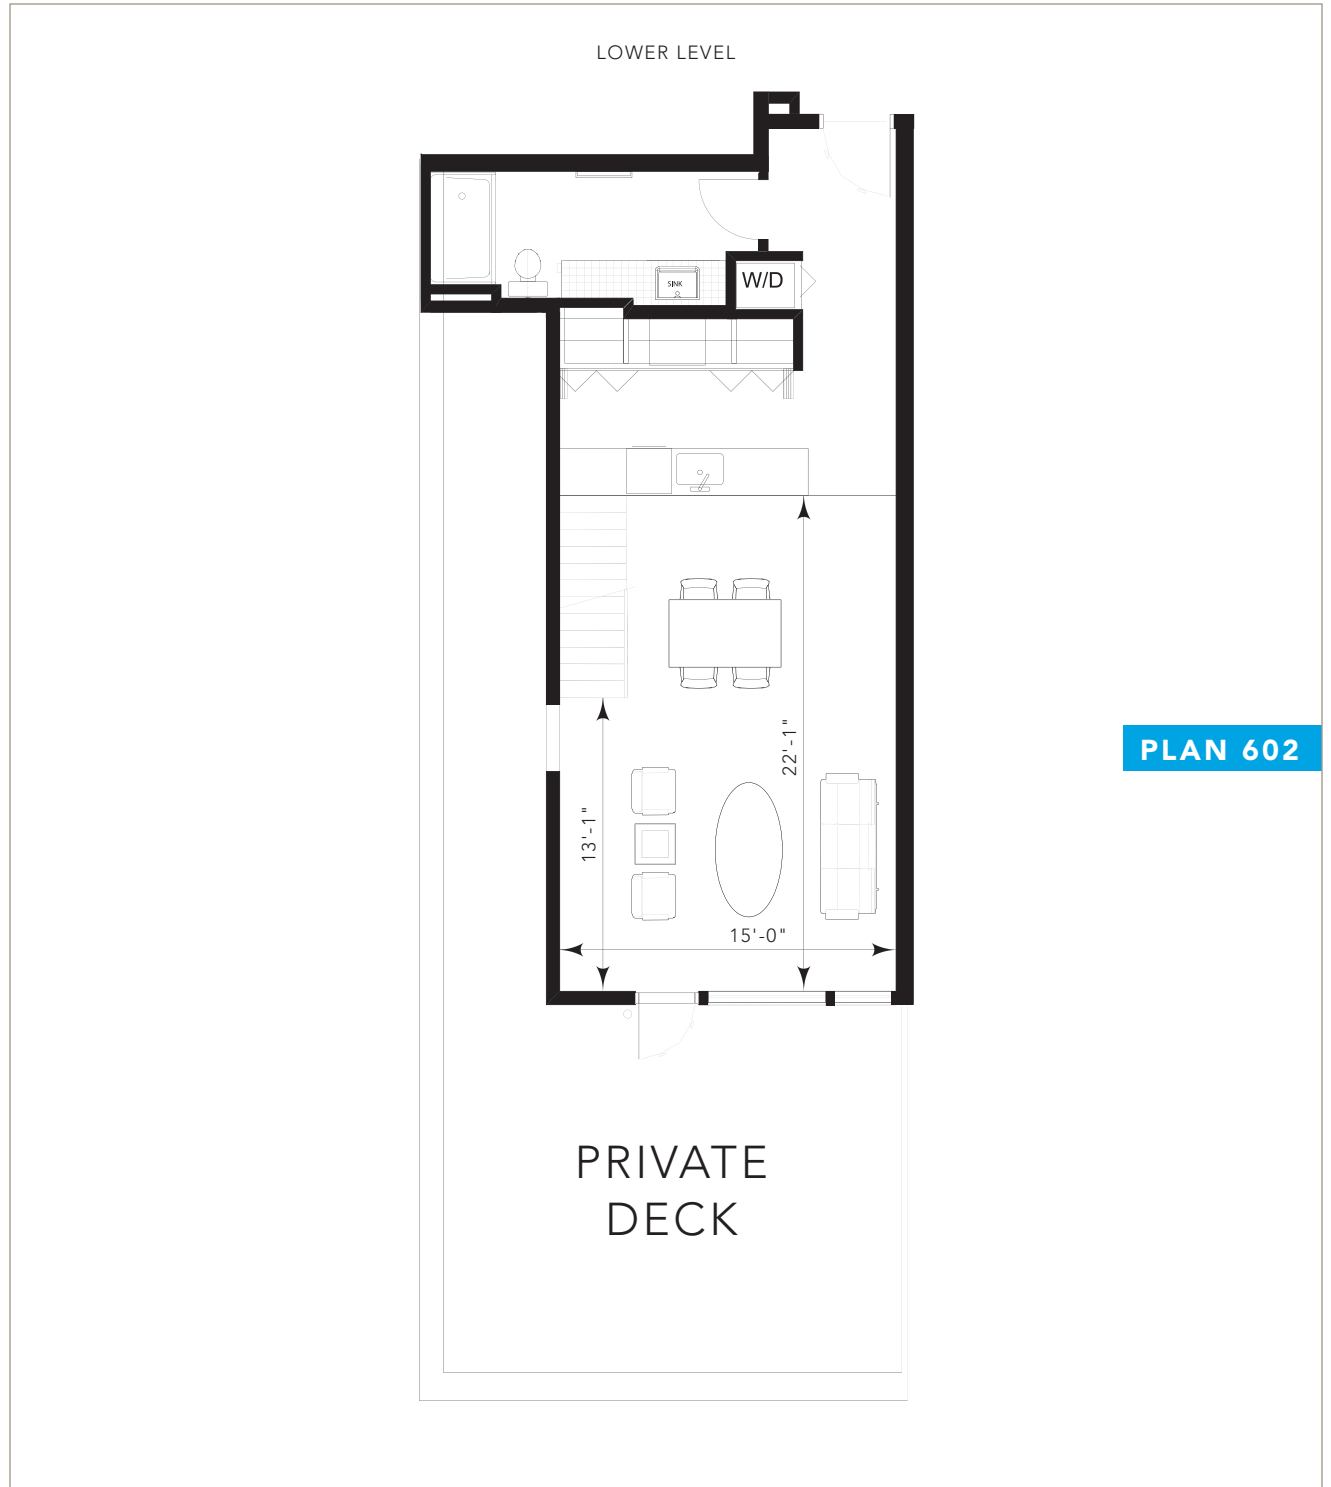 LOWER LEVEL
SINK
W/D
22'-1"
PLAN 602
13'-1"
15'-0"
PRIVATE
DECK